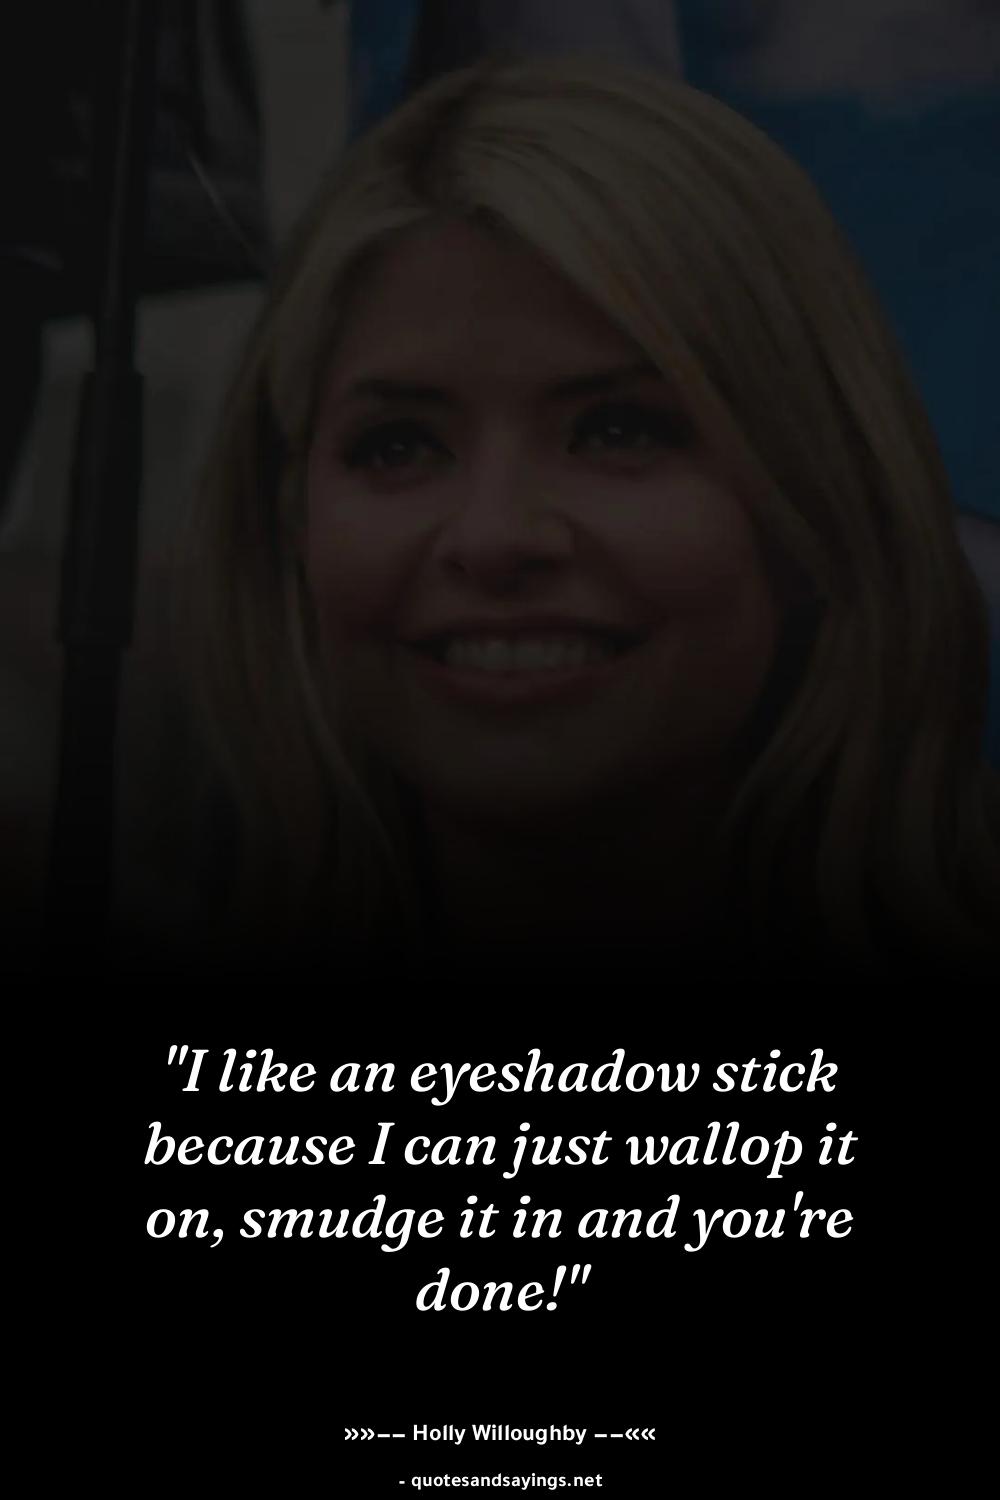 "I like an eyeshadow stick
because I can just wallop it
on, smudge it in and you're
done!"
»»–– Holly Willoughby ––««
- quotesandsayings.net